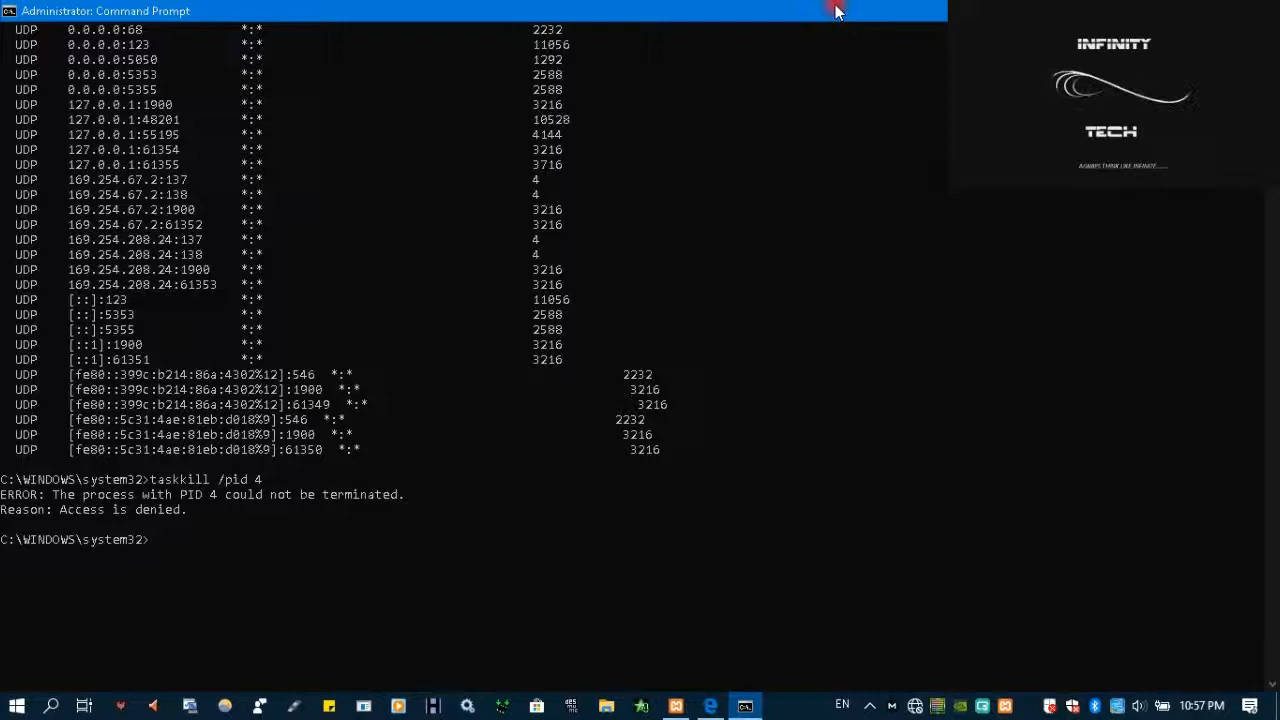 Administrator: Command Prompt
UDP 0.0.0.0:68 *:* 2232
UDP 0.0.0.0:123 *:* 11056
UDP 0.0.0.0:5050 *:* 1292
UDP 0.0.0.0:5353 *:* 2588
UDP 0.0.0.0:5355 *:* 2588
UDP 127.0.0.1:1900 *:* 3216
UDP 127.0.0.1:48201 *:* 10528
UDP 127.0.0.1:55195 *:* 4144
UDP 127.0.0.1:61354 *:* 3216
UDP 127.0.0.1:61355 *:* 3716
UDP 169.254.67.2:137 *:* 4
UDP 169.254.67.2:138 *:* 4
UDP 169.254.67.2:1900 *:* 3216
UDP 169.254.67.2:61352 *:* 3216
UDP 169.254.208.24:137 *:* 4
UDP 169.254.208.24:138 *:* 4
UDP 169.254.208.24:1900 *:* 3216
UDP 169.254.208.24:61353 *:* 3216
UDP [::]:123 *:* 11056
UDP [::]:5353 *:* 2588
UDP [::]:5355 *:* 2588
UDP [::1]:1900 *:* 3216
UDP [::1]:61351 *:* 3216
UDP [fe80::399c:b214:86a:4302%12]:546 *:* 2232
UDP [fe80::399c:b214:86a:4302%12]:1900 *:* 3216
UDP [fe80::399c:b214:86a:4302%12]:61349 *:* 3216
UDP [fe80::5c31:4ae:81eb:d018%9]:546 *:* 2232
UDP [fe80::5c31:4ae:81eb:d018%9]:1900 *:* 3216
UDP [fe80::5c31:4ae:81eb:d018%9]:61350 *:* 3216
C:\WINDOWS\system32>taskkill /pid 4
ERROR: The process with PID 4 could not be terminated.
Reason: Access is denied.
C:\WINDOWS\system32>
INFINITY
TECH
ALWAYS THINK LIKE INFINITE......
EN
10:57 PM